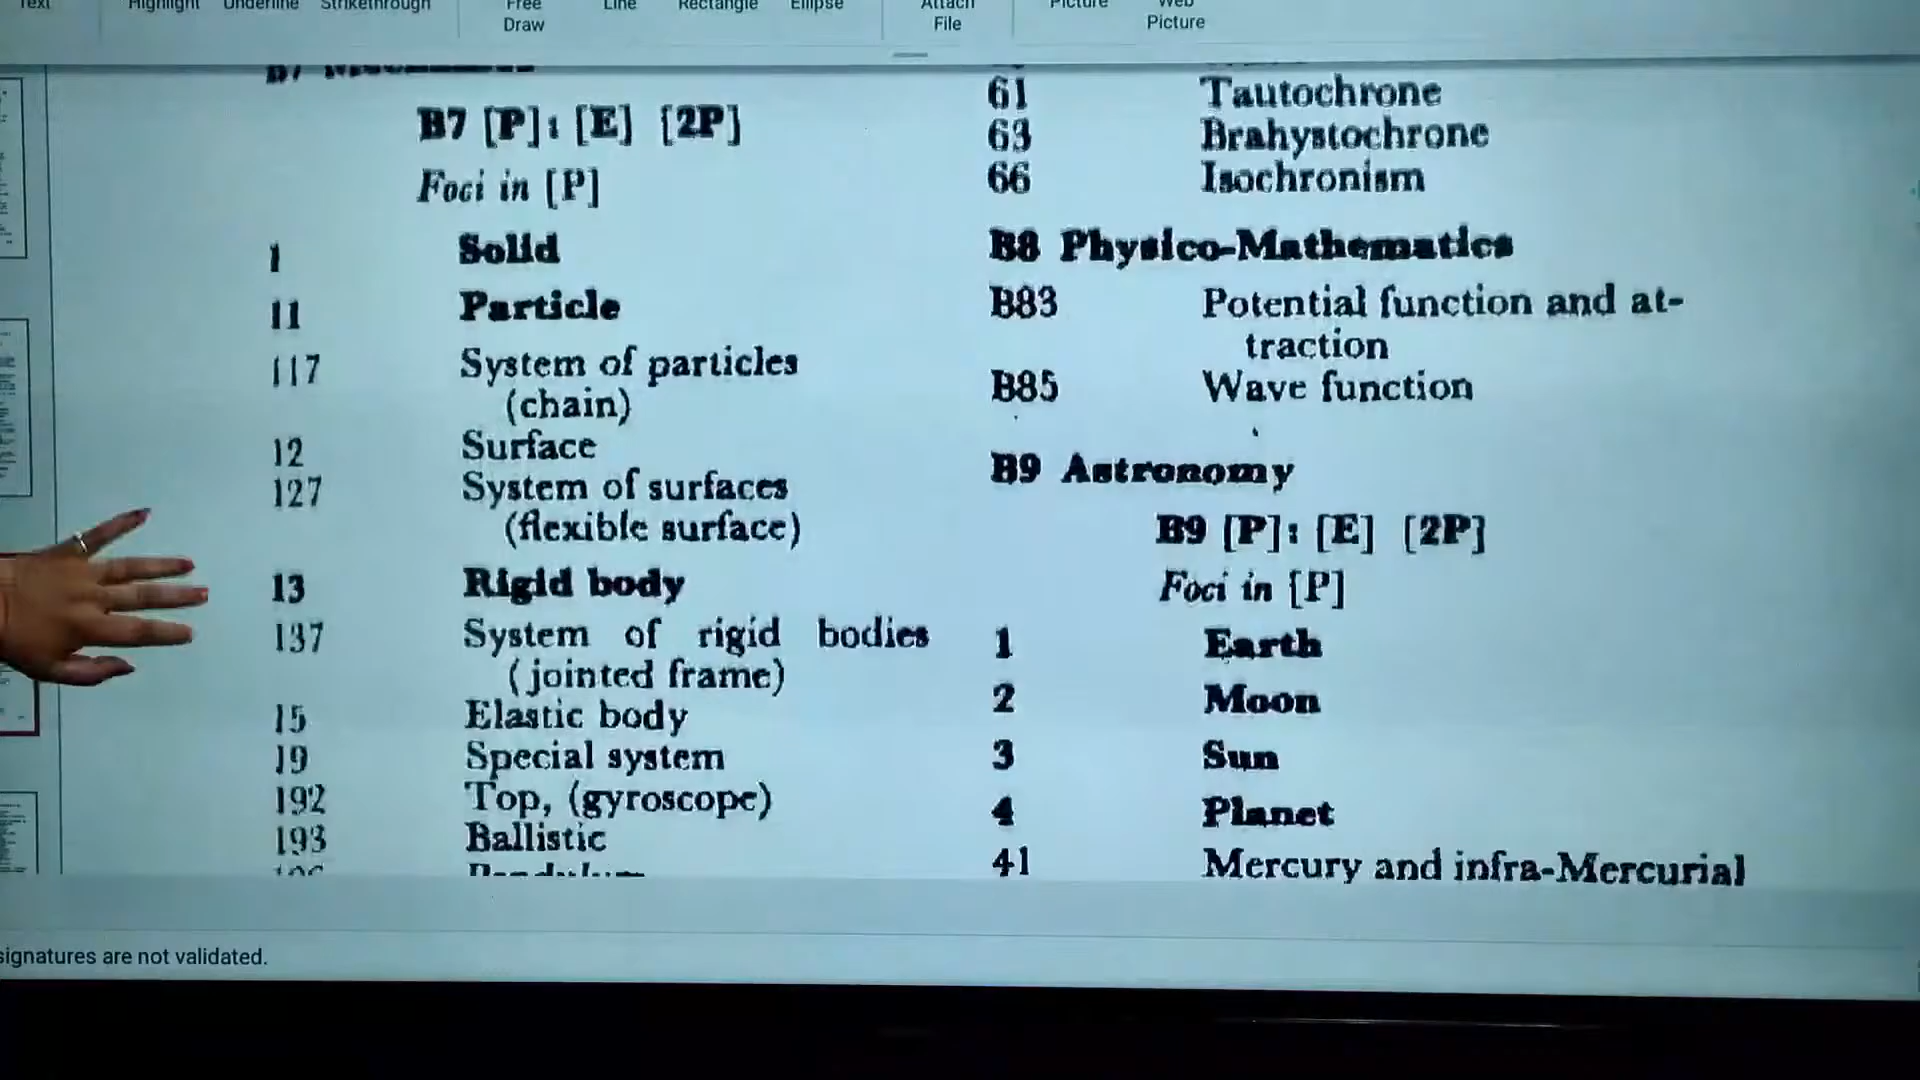 Text
Highlight
Underline
Strikethrough
Free
Draw
Line
Rectangle
Ellipse
Attach
File
Picture
Web
Picture
B7
B7 [P]: [E] [2P]
Foci in [P]
1 Solid
11 Particle
117 System of particles
(chain)
12 Surface
127 System of surfaces
(flexible surface)
13 Rigid body
137 System of rigid bodies
(jointed frame)
15 Elastic body
19 Special system
192 Top, (gyroscope)
193 Ballistic
61 Tautochrone
63 Brahystochrone
66 Isochronism
B8 Physico-Mathematics
B83 Potential function and at-
traction
B85 Wave function
B9 Astronomy
B9 [P]: [E] [2P]
Foci in [P]
1 Earth
2 Moon
3 Sun
4 Planet
41 Mercury and infra-Mercurial
signatures are not validated.